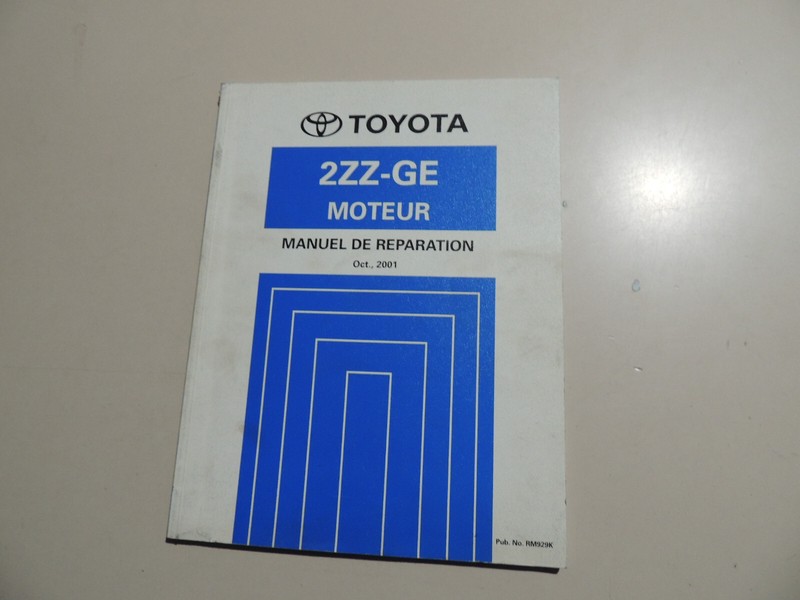 TOYOTA
2ZZ-GE
MOTEUR
MANUEL DE REPARATION
Oct., 2001
Pub. No. RM929K